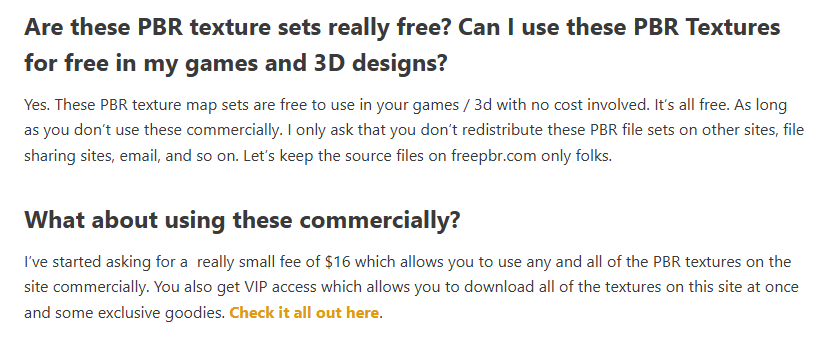 Are these PBR texture sets really free? Can I use these PBR Textures
for free in my games and 3D designs?
Yes. These PBR texture map sets are free to use in your games / 3d with no cost involved. It’s all free. As long
as you don’t use these commercially. I only ask that you don’t redistribute these PBR file sets on other sites, file
sharing sites, email, and so on. Let’s keep the source files on freepbr.com only folks.
What about using these commercially?
I’ve started asking for a  really small fee of $16 which allows you to use any and all of the PBR textures on the
site commercially. You also get VIP access which allows you to download all of the textures on this site at once
and some exclusive goodies. Check it all out here.